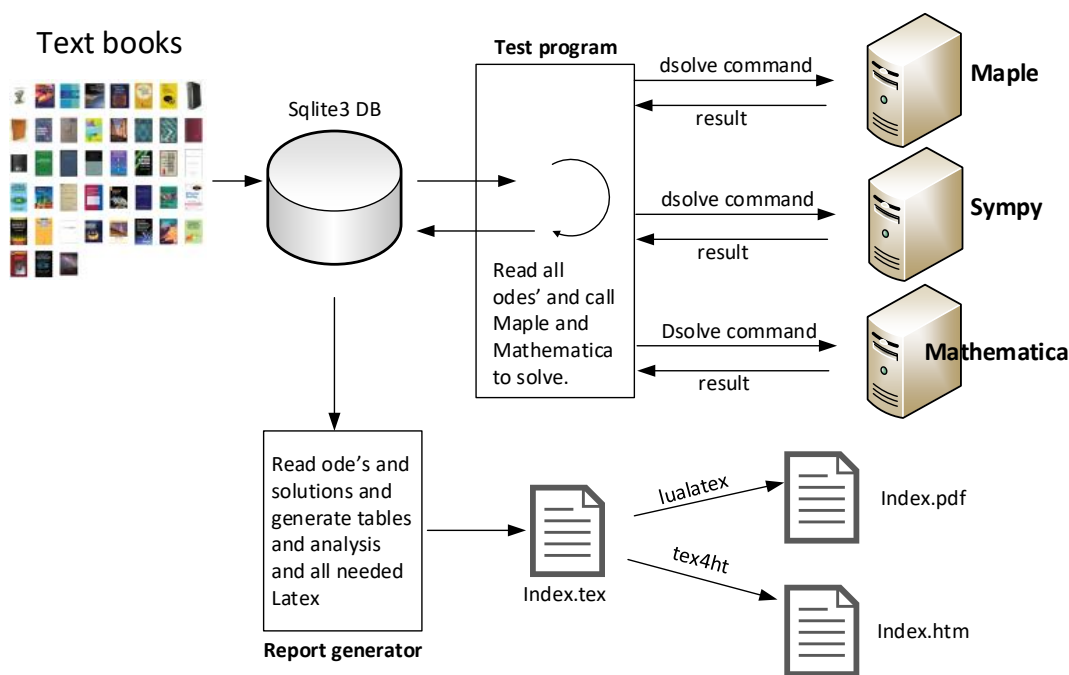 Text books
Sqlite3 DB
Test program
Read all
odes’ and call
Maple and
Mathematica
to solve.
dsolve command
result
Maple
dsolve command
result
Sympy
Dsolve command
result
Mathematica
Read ode’s and
solutions and
generate tables
and analysis
and all needed
Latex
Report generator
Index.tex
lualatex
Index.pdf
tex4ht
Index.htm